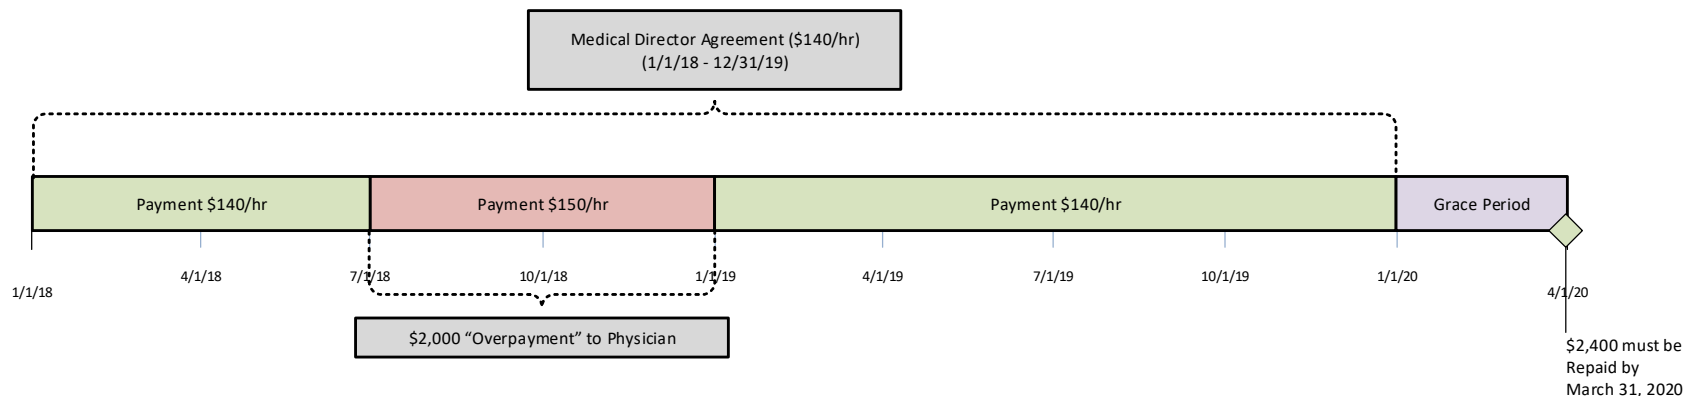 Medical Director Agreement ($140/hr)
(1/1/18 - 12/31/19)
Payment $140/hr
Payment $150/hr
Payment $140/hr
Grace Period
1/1/18
4/1/18
7/1/18
10/1/18
1/1/19
4/1/19
7/1/19
10/1/19
1/1/20
4/1/20
$2,000 “Overpayment” to Physician
$2,400 must be
Repaid by
March 31, 2020